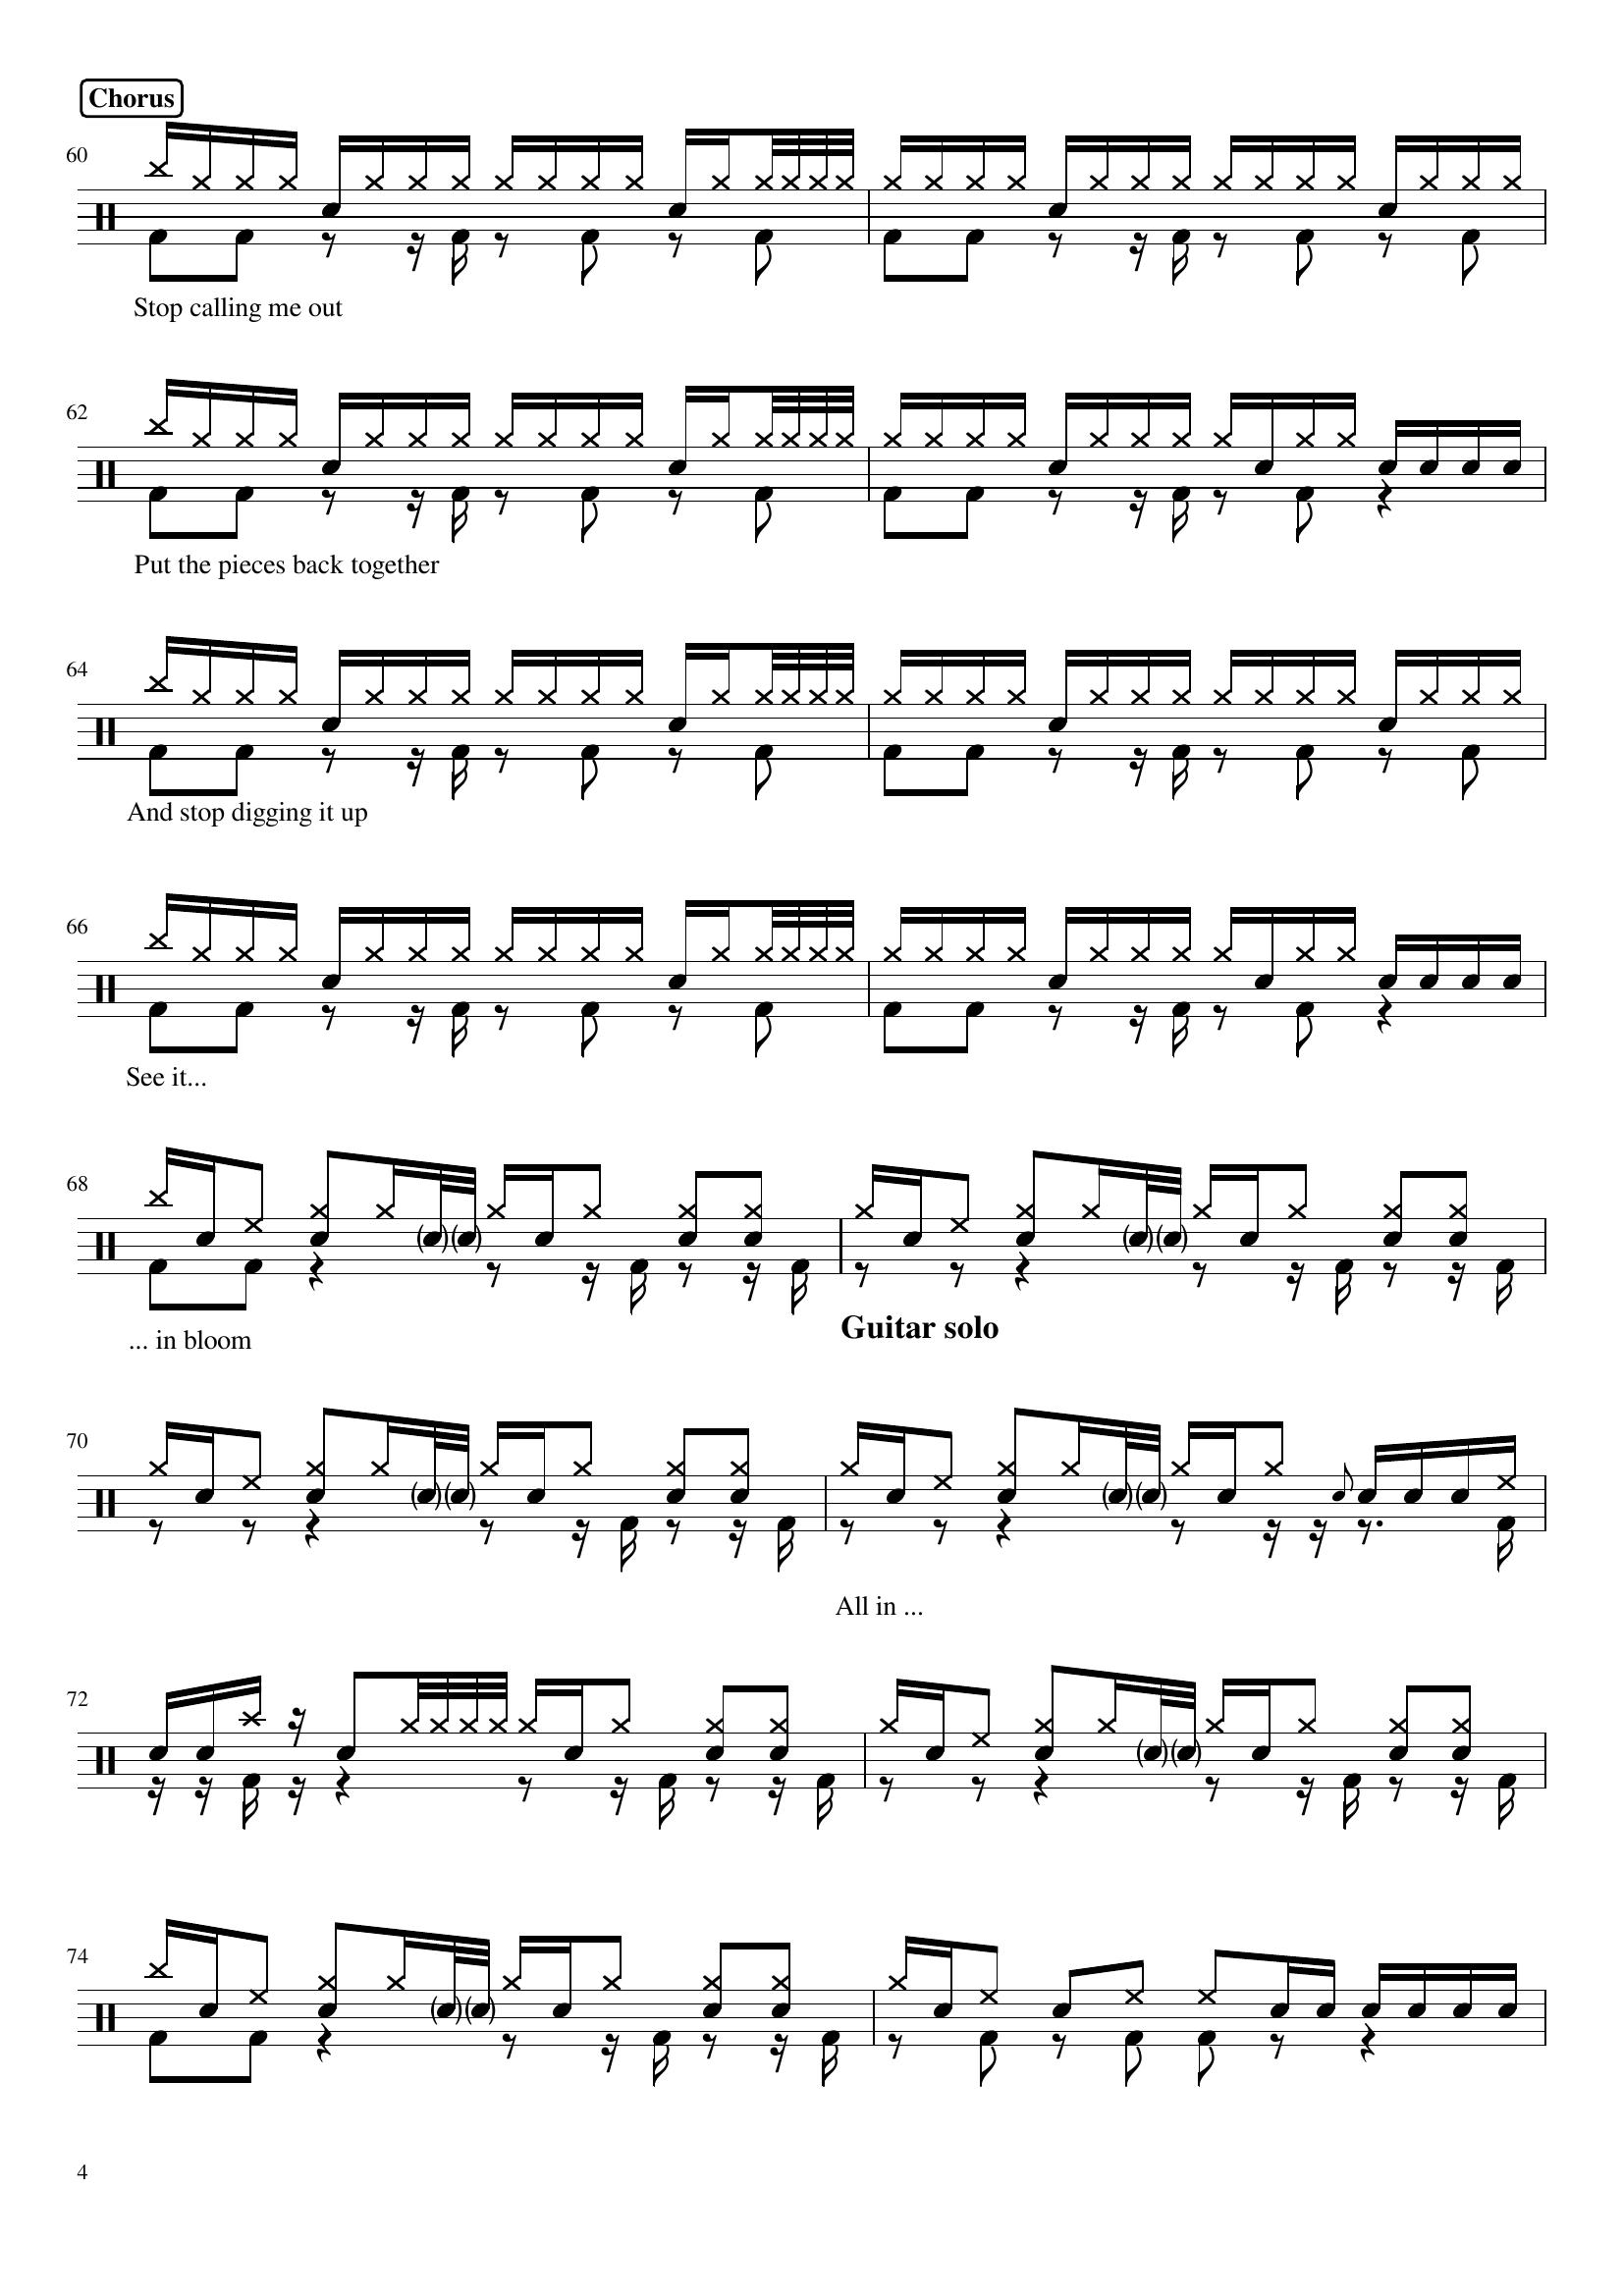 Chorus
60
Stop calling me out
62
Put the pieces back together
64
And stop digging it up
66
See it...
68
... in bloom
Guitar solo
70
All in ...
72
74
4